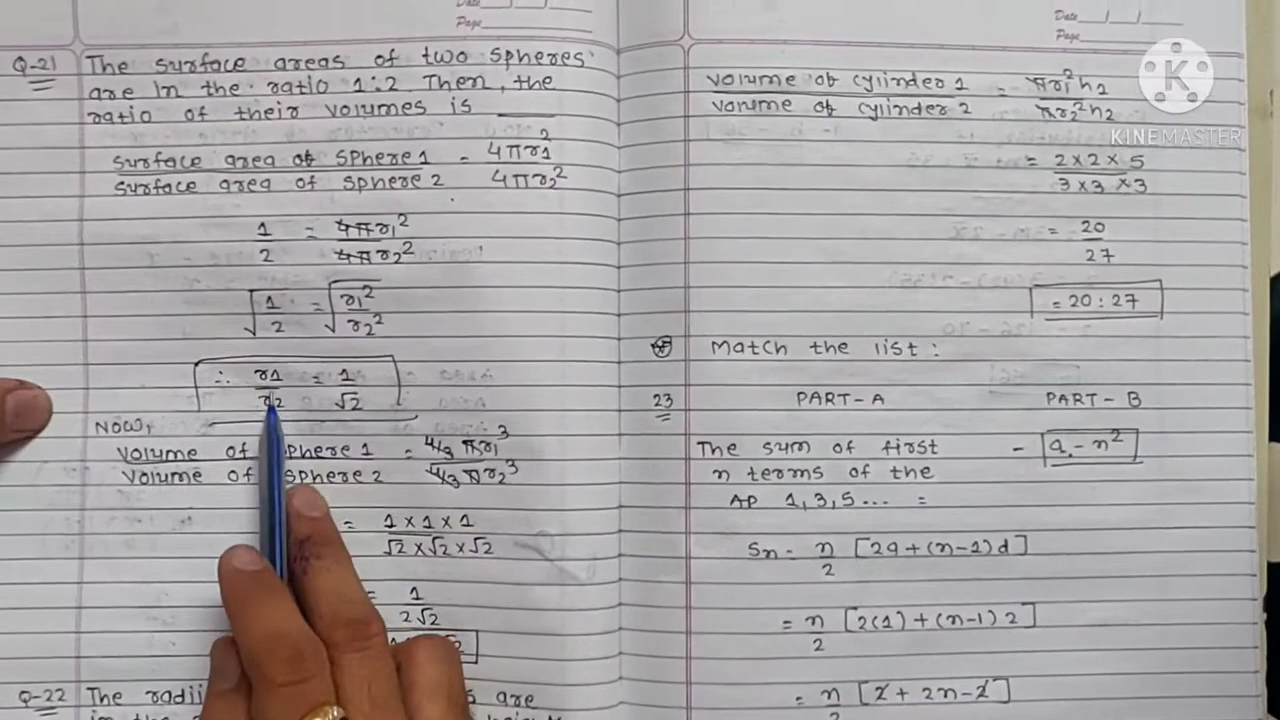 Date
Page
Q-21 The surface areas of two spheres
are in the ratio 1:2 Then, the
ratio of their volumes is ____
surface area of sphere 1 = 4πr1²
surface area of sphere 2 4πr2²
1 = 4πr1²
2 4πr2²
√1 = √r1²
2 r2²
∴ r1 = 1
r2 √2
Now,
volume of sphere 1 = 4/3 πr1³
volume of sphere 2 4/3 πr2³
= 1 × 1 × 1
√2 × √2 × √2
= 1
2√2
Q-22 The radii are
Date
Page
K
KINEMASTER
volume of cylinder 1 = πr1²h2
volume of cylinder 2 πr2²h2
= 2 × 2 × 5
3 × 3 × 3
= 20
27
= 20 : 27
Match the list :
23 PART-A PART-B
The sum of first - a - n²
n terms of the
AP 1, 3, 5 ... =
Sn = n [2a + (n-1)d]
2
= n [2(1) + (n-1) 2]
2
= n [2 + 2n - 2]
2